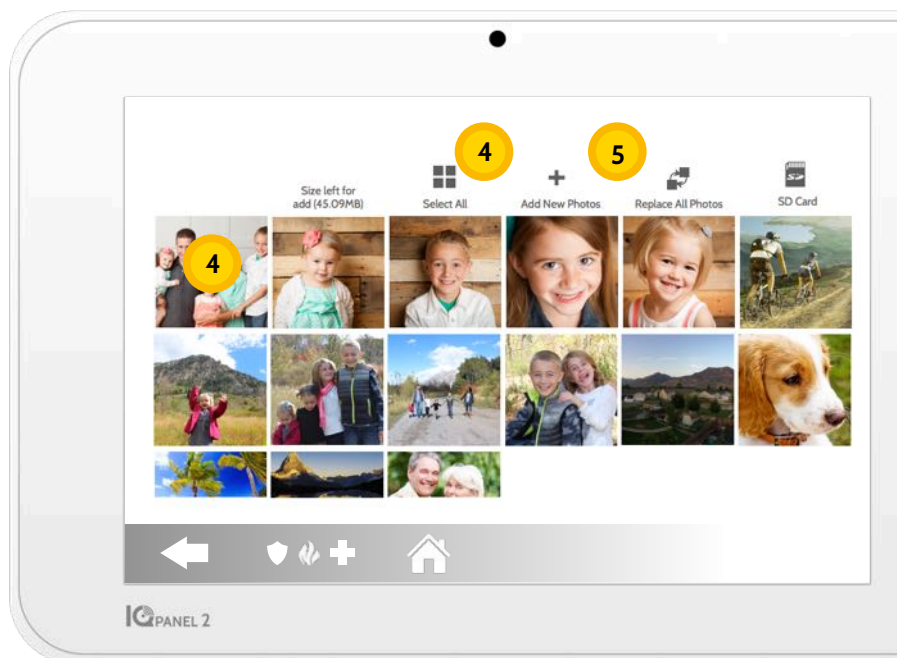 4
5
Size left for
add (45.09MB)
Select All
Add New Photos
Replace All Photos
SD Card
4
IQ PANEL 2